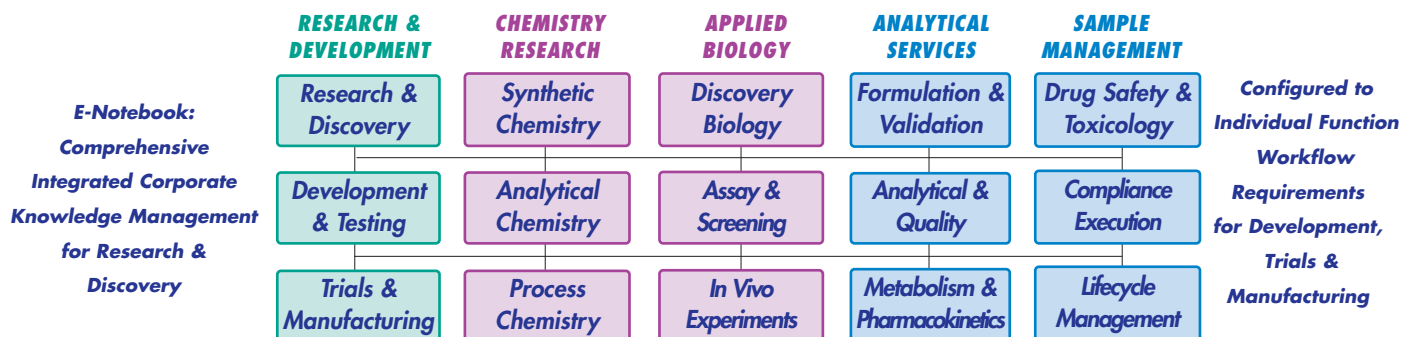 RESEARCH &
DEVELOPMENT
CHEMISTRY
RESEARCH
APPLIED
BIOLOGY
ANALYTICAL
SERVICES
SAMPLE
MANAGEMENT
E-Notebook:
Comprehensive
Integrated Corporate
Knowledge Management
for Research &
Discovery
Research &
Discovery
Synthetic
Chemistry
Discovery
Biology
Formulation &
Validation
Drug Safety &
Toxicology
Development
& Testing
Analytical
Chemistry
Assay &
Screening
Analytical &
Quality
Compliance
Execution
Trials &
Manufacturing
Process
Chemistry
In Vivo
Experiments
Metabolism &
Pharmacokinetics
Lifecycle
Management
Configured to
Individual Function
Workflow
Requirements
for Development,
Trials &
Manufacturing